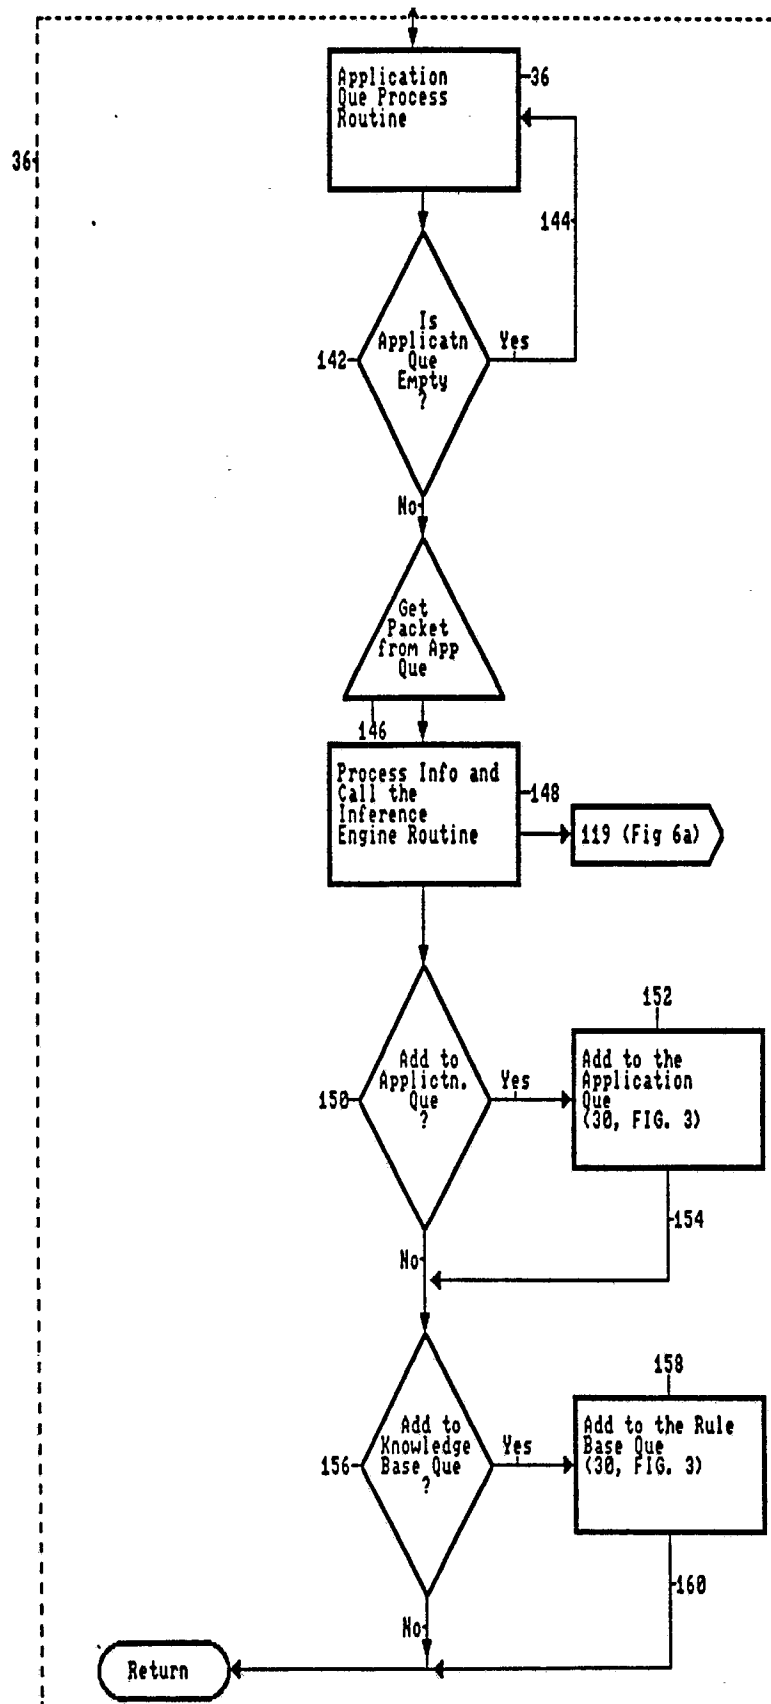 Application
Que Process
Routine
36
36
144
Is
Applicatn
Que
Empty
?
Yes
142
No
Get
Packet
from App
Que
146
Process Info and
Call the
Inference
Engine Routine
148
119 (Fig 6a)
152
Add to
Applictn.
Que
?
Yes
150
Add to the
Application
Que
(30, FIG. 3)
154
No
158
Add to
Knowledge
Base Que
?
Yes
156
Add to the Rule
Base Que
(30, FIG. 3)
160
No
Return